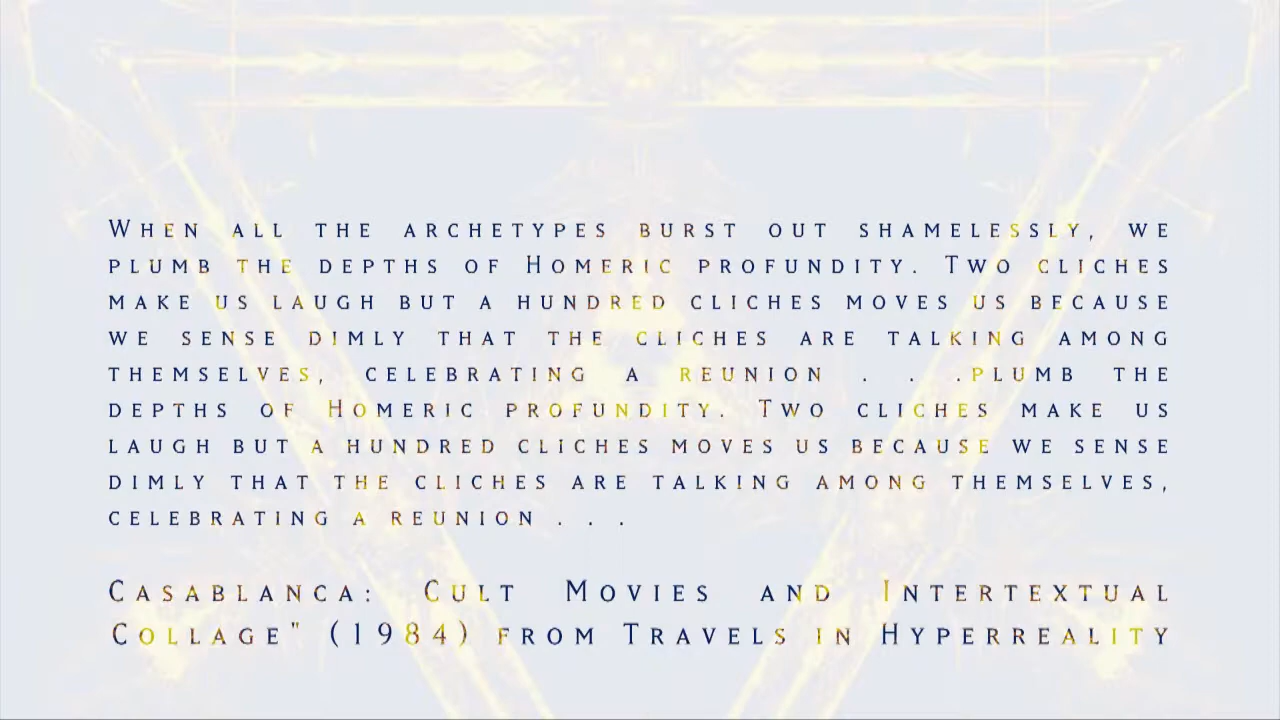 When all the archetypes burst out shamelessly, we
plumb the depths of Homeric profundity. Two cliches
make us laugh but a hundred cliches moves us because
we sense dimly that the cliches are talking among
themselves, celebrating a reunion . . .plumb the
depths of Homeric profundity. Two cliches make us
laugh but a hundred cliches moves us because we sense
dimly that the cliches are talking among themselves,
celebrating a reunion . . .
Casablanca: Cult Movies and Intertextual
Collage" (1984) from Travels in Hyperreality